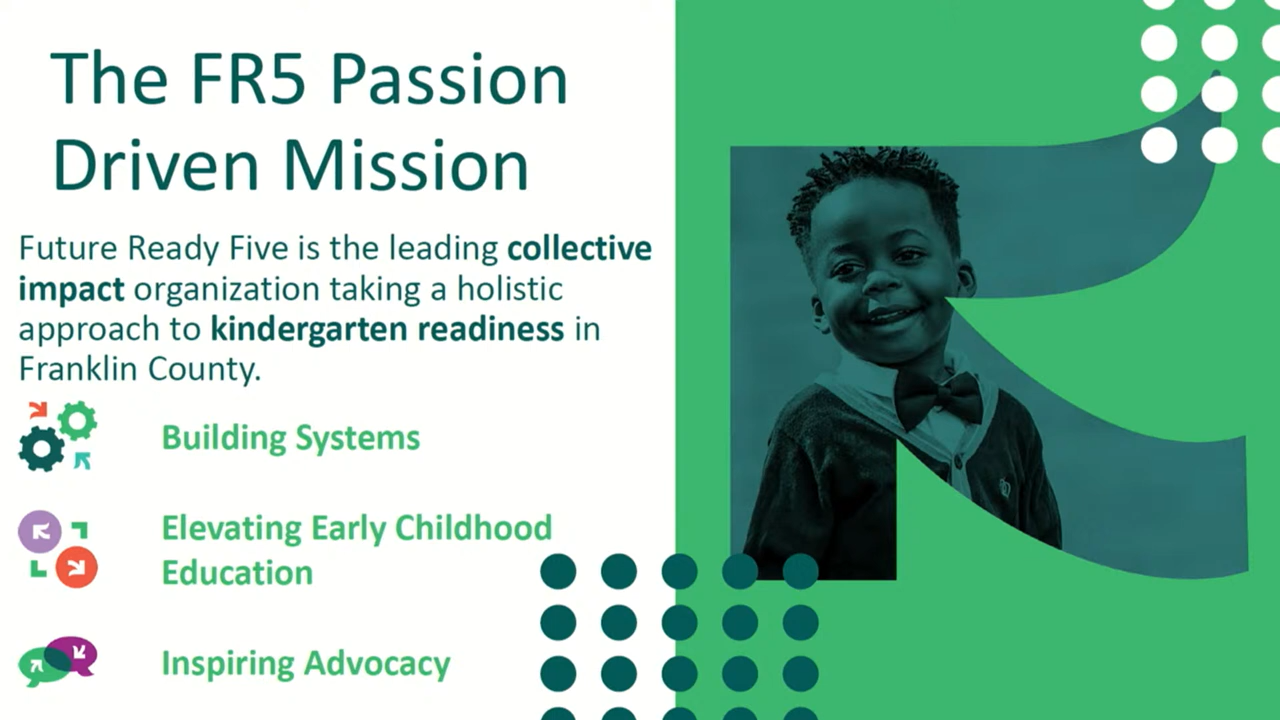 The FR5 Passion
Driven Mission
Future Ready Five is the leading collective
impact organization taking a holistic
approach to kindergarten readiness in
Franklin County.
Building Systems
Elevating Early Childhood
Education
Inspiring Advocacy